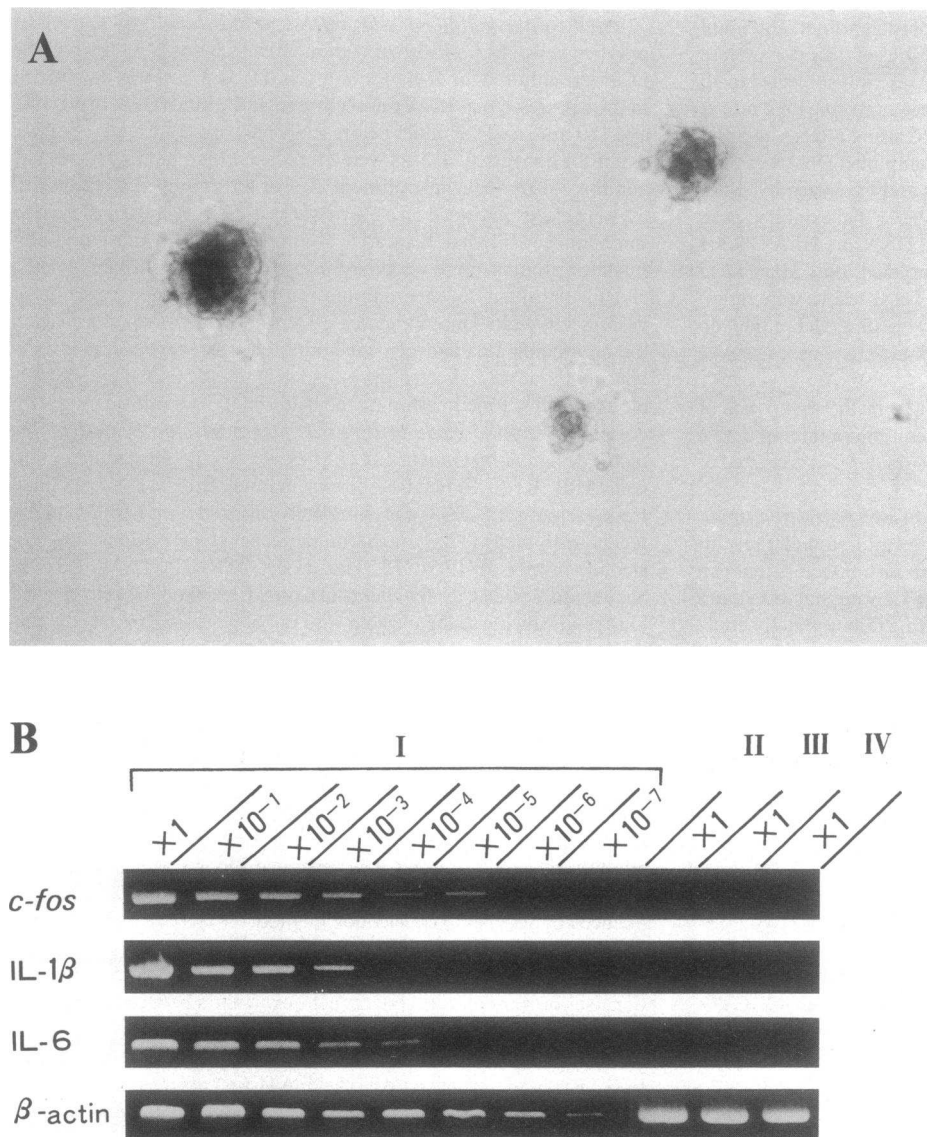 A
B
I II III IV
×1 ×10⁻¹ ×10⁻² ×10⁻³ ×10⁻⁴ ×10⁻⁵ ×10⁻⁶ ×10⁻⁷ ×1 ×1 ×1
c-fos
IL-1β
IL-6
β-actin